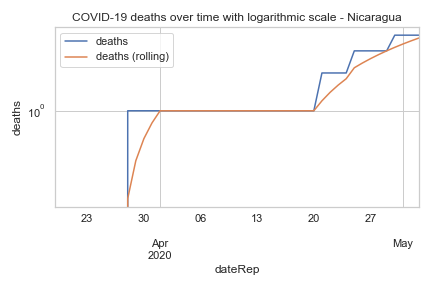 COVID-19 deaths over time with logarithmic scale - Nicaragua
deaths
deaths (rolling)
deaths
10⁰
23 30 06 13 20 27
Apr May
2020
dateRep